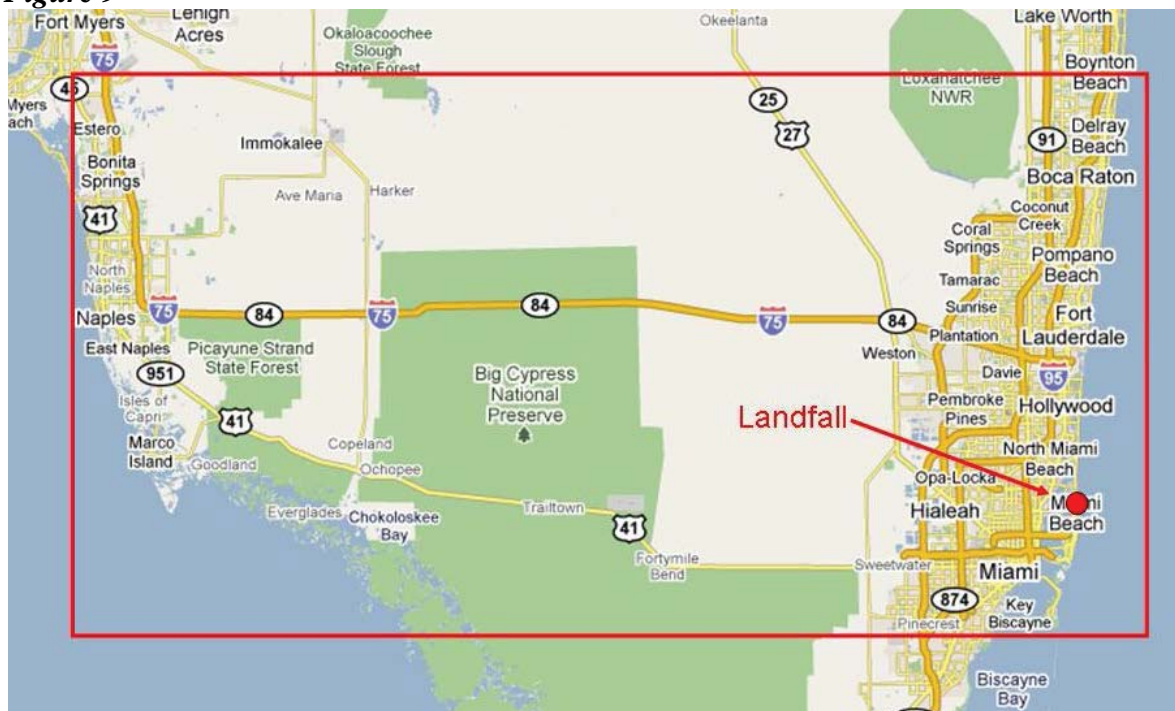 Fort Myers
Lehigh
Acres
Okaloacoochee
Slough
State Forest
Okeelanta
Lake Worth
75
Boynton
Beach
Loxahatchee
NWR
45
Myers
ach
25
27
Estero
Immokalee
91
Delray
Beach
Bonita
Springs
Ave Maria
Harker
Boca Raton
41
Coconut
Creek
Coral
Springs
Pompano
Beach
North
Naples
Tamarac
Naples
75
84
75
84
75
84
Sunrise
Fort
Lauderdale
Plantation
East Naples
Picayune Strand
State Forest
Weston
951
Big Cypress
National
Preserve
Davie
95
Isles of
Capri
41
Pembroke
Pines
Hollywood
Landfall
Marco
Island
Goodland
Copeland
Ochopee
North Miami
Beach
Opa-Locka
Everglades
Chokoloskee
Bay
Trailtown
41
Hialeah
Beach
Fortymile
Bend
Sweetwater
Miami
874
Key
Biscayne
Pinecrest
Biscayne
Bay